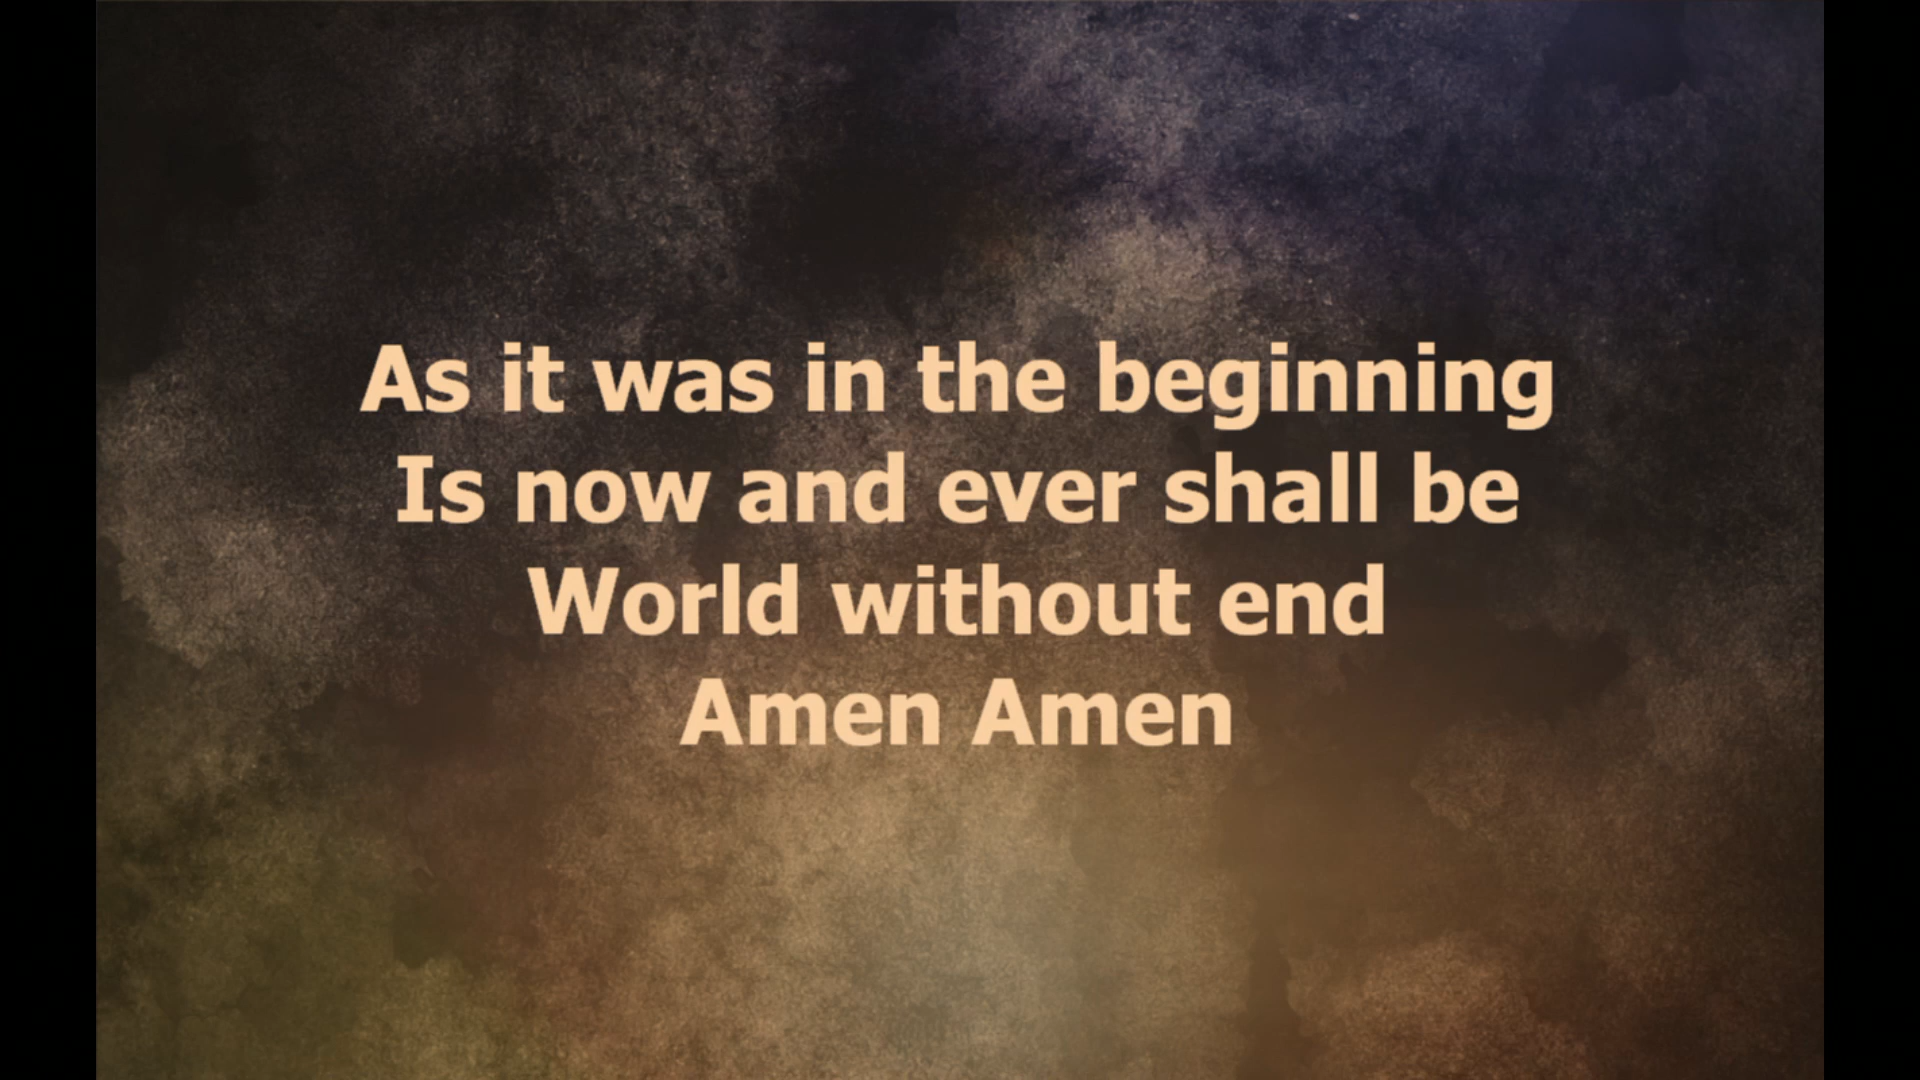 As it was in the beginning
Is now and ever shall be
World without end
Amen Amen